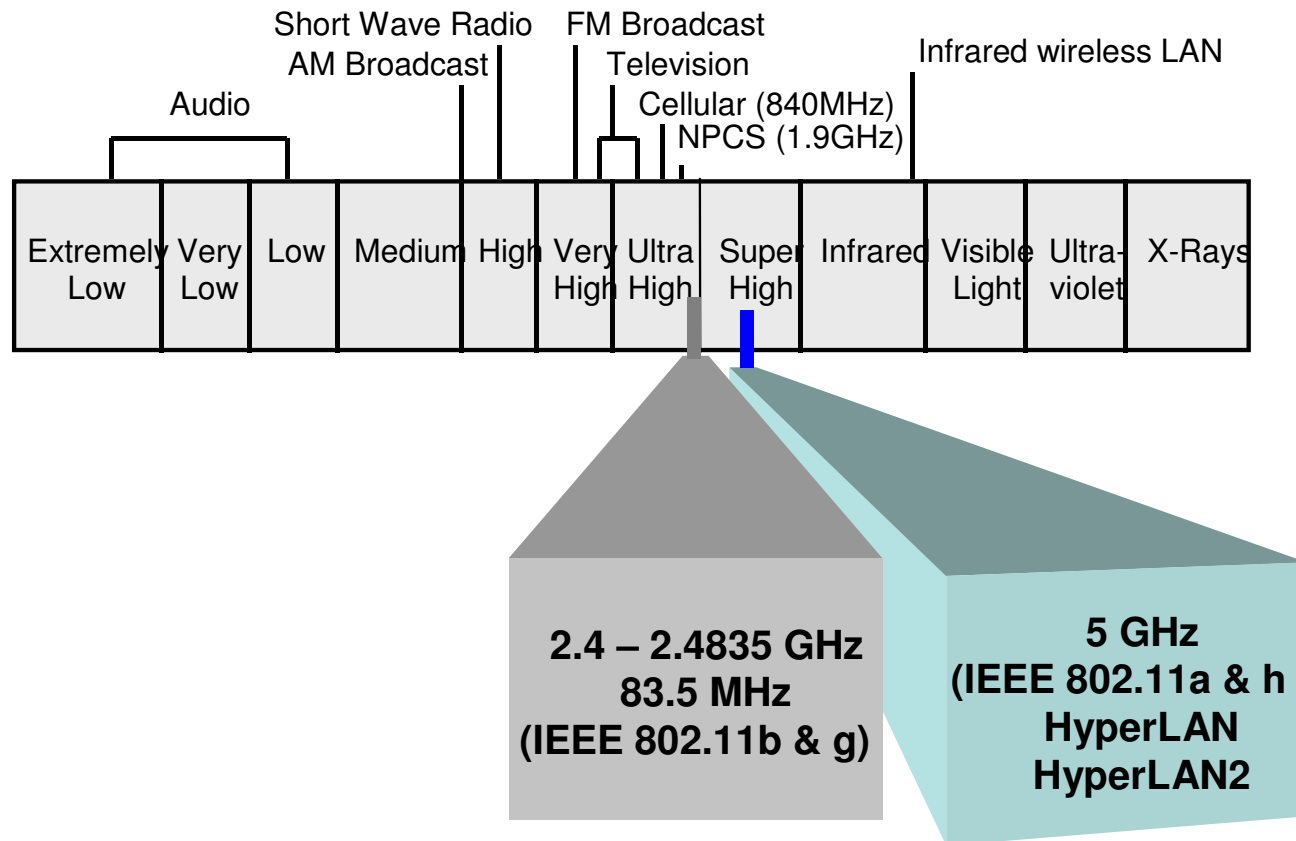 Short Wave Radio
FM Broadcast
AM Broadcast
Television
Infrared wireless LAN
Audio
Cellular (840MHz)
NPCS (1.9GHz)
Extremely
Low
Very
Low
Low
Medium
High
Very
High
Ultra
High
Super
High
Infrared
Visible
Light
Ultra-
violet
X-Rays
2.4 – 2.4835 GHz
83.5 MHz
(IEEE 802.11b & g)
5 GHz
(IEEE 802.11a & h
HyperLAN
HyperLAN2